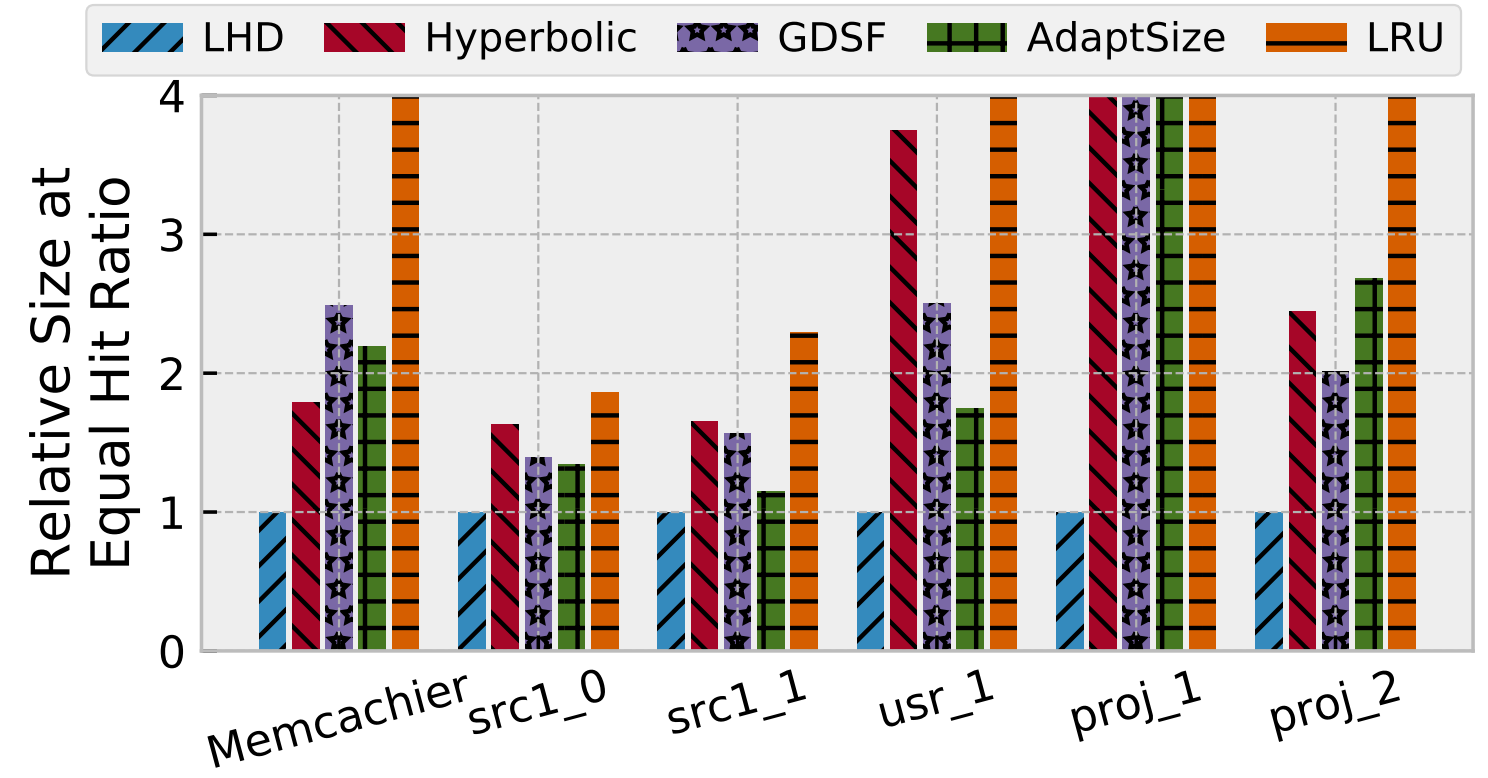 LHD Hyperbolic GDSF AdaptSize LRU
Relative Size at
Equal Hit Ratio
4
3
2
1
0
Memcachier src1_0 src1_1 usr_1 proj_1 proj_2